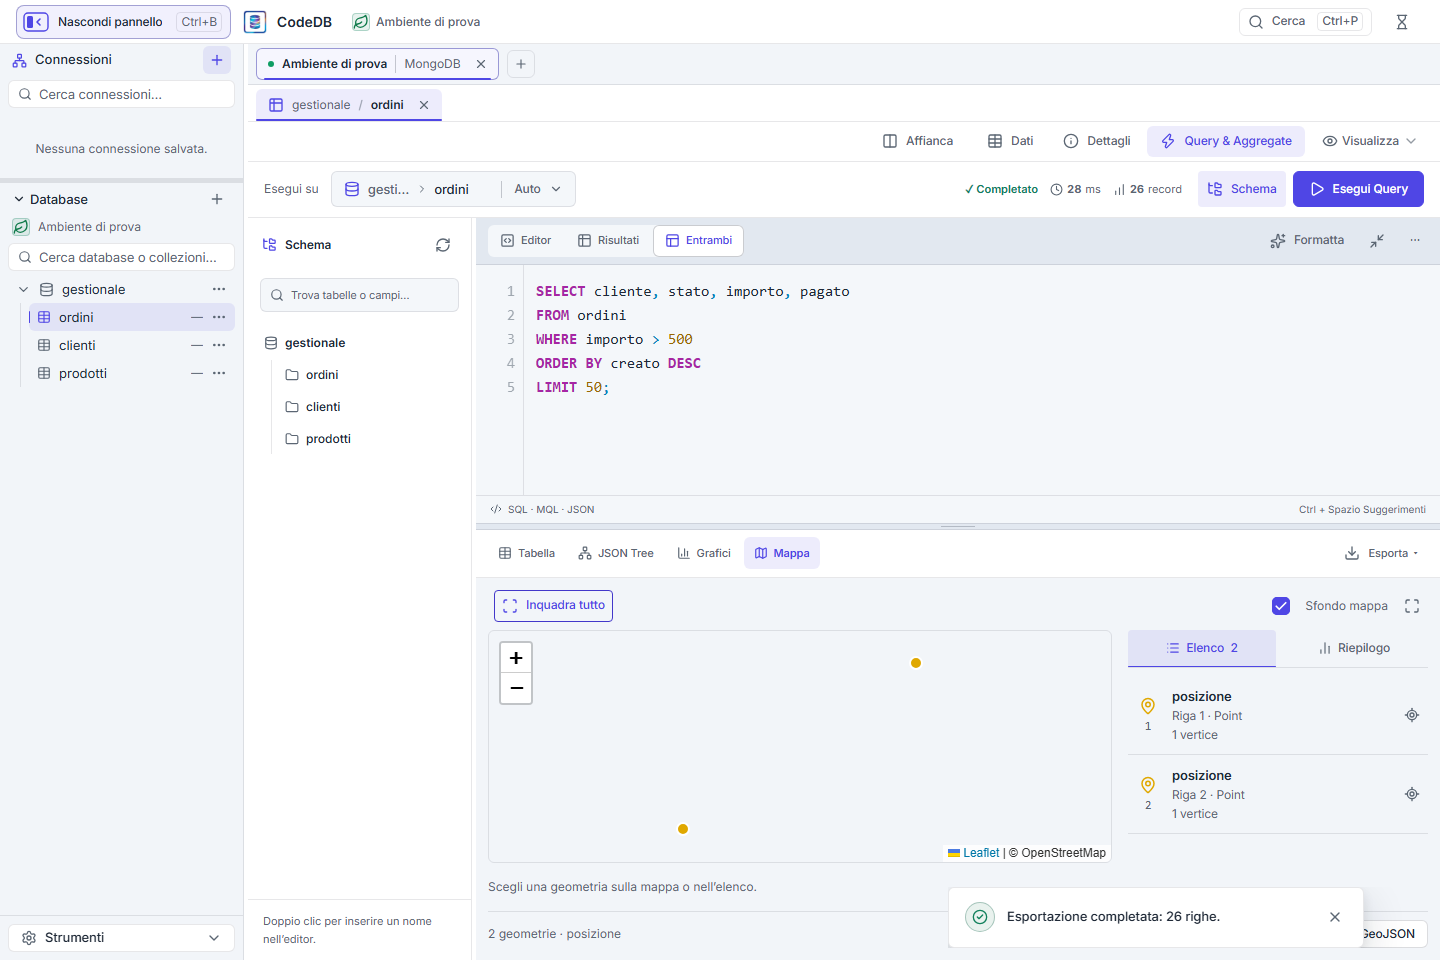 Nascondi pannello Ctrl+B
CodeDB
Ambiente di prova
Cerca Ctrl+P
Connessioni
Cerca connessioni...
Nessuna connessione salvata.
Database
Ambiente di prova
Cerca database o collezioni...
gestionale
ordini
clienti
prodotti
Strumenti
Ambiente di prova MongoDB
gestionale / ordini
Affianca
Dati
Dettagli
Query & Aggregate
Visualizza
Esegui su
gesti... > ordini
Auto
✓ Completato
28 ms
26 record
Schema
Esegui Query
Schema
Trova tabelle o campi...
gestionale
ordini
clienti
prodotti
Doppio clic per inserire un nome
nell’editor.
Editor
Risultati
Entrambi
Formatta
1 SELECT cliente, stato, importo, pagato
2 FROM ordini
3 WHERE importo > 500
4 ORDER BY creato DESC
5 LIMIT 50;
SQL · MQL · JSON
Ctrl + Spazio Suggerimenti
Tabella
JSON Tree
Grafici
Mappa
Esporta
Inquadra tutto
Sfondo mappa
+
−
Leaflet | © OpenStreetMap
Elenco 2
Riepilogo
posizione
Riga 1 · Point
1 vertice
1
posizione
Riga 2 · Point
1 vertice
2
Scegli una geometria sulla mappa o nell’elenco.
2 geometrie · posizione
Esportazione completata: 26 righe.
GeoJSON